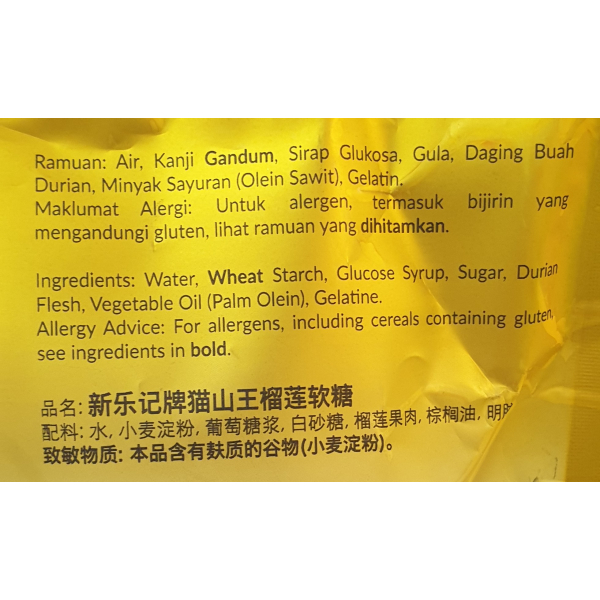 Ramuan: Air, Kanji Gandum, Sirap Glukosa, Gula, Daging Buah
Durian, Minyak Sayuran (Olein Sawit), Gelatin.
Maklumat Alergi: Untuk alergen, termasuk bijirin yang
mengandungi gluten, lihat ramuan yang dihitamkan.
Ingredients: Water, Wheat Starch, Glucose Syrup, Sugar, Durian
Flesh, Vegetable Oil (Palm Olein), Gelatine.
Allergy Advice: For allergens, including cereals containing gluten,
see ingredients in bold.
品名: 新乐记牌猫山王榴莲软糖
配料: 水, 小麦淀粉, 葡萄糖浆, 白砂糖, 榴莲果肉, 棕榈油, 明
致敏物质: 本品含有麸质的谷物(小麦淀粉)。